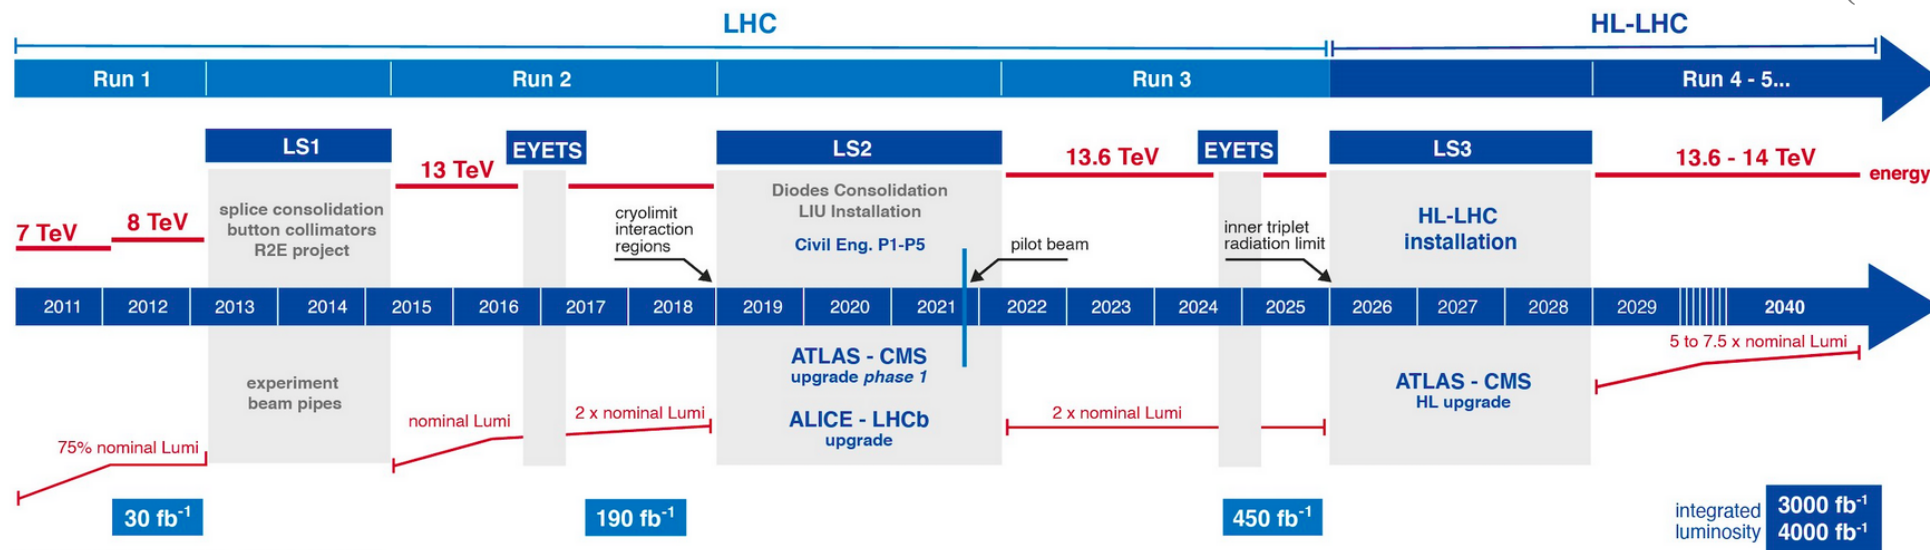 LHC
HL-LHC
Run 1
Run 2
Run 3
Run 4 - 5...
LS1
EYETS
LS2
EYETS
LS3
13 TeV
13.6 TeV
13.6 - 14 TeV
energy
7 TeV
8 TeV
splice consolidation
button collimators
R2E project
cryolimit
interaction
regions
Diodes Consolidation
LIU Installation
Civil Eng. P1-P5
pilot beam
inner triplet
radiation limit
HL-LHC
installation
2011
2012
2013
2014
2015
2016
2017
2018
2019
2020
2021
2022
2023
2024
2025
2026
2027
2028
2029
2040
5 to 7.5 x nominal Lumi
experiment
beam pipes
ATLAS - CMS
upgrade phase 1
ALICE - LHCb
upgrade
ATLAS - CMS
HL upgrade
75% nominal Lumi
nominal Lumi
2 x nominal Lumi
2 x nominal Lumi
30 fb⁻¹
190 fb⁻¹
450 fb⁻¹
integrated
luminosity
3000 fb⁻¹
4000 fb⁻¹